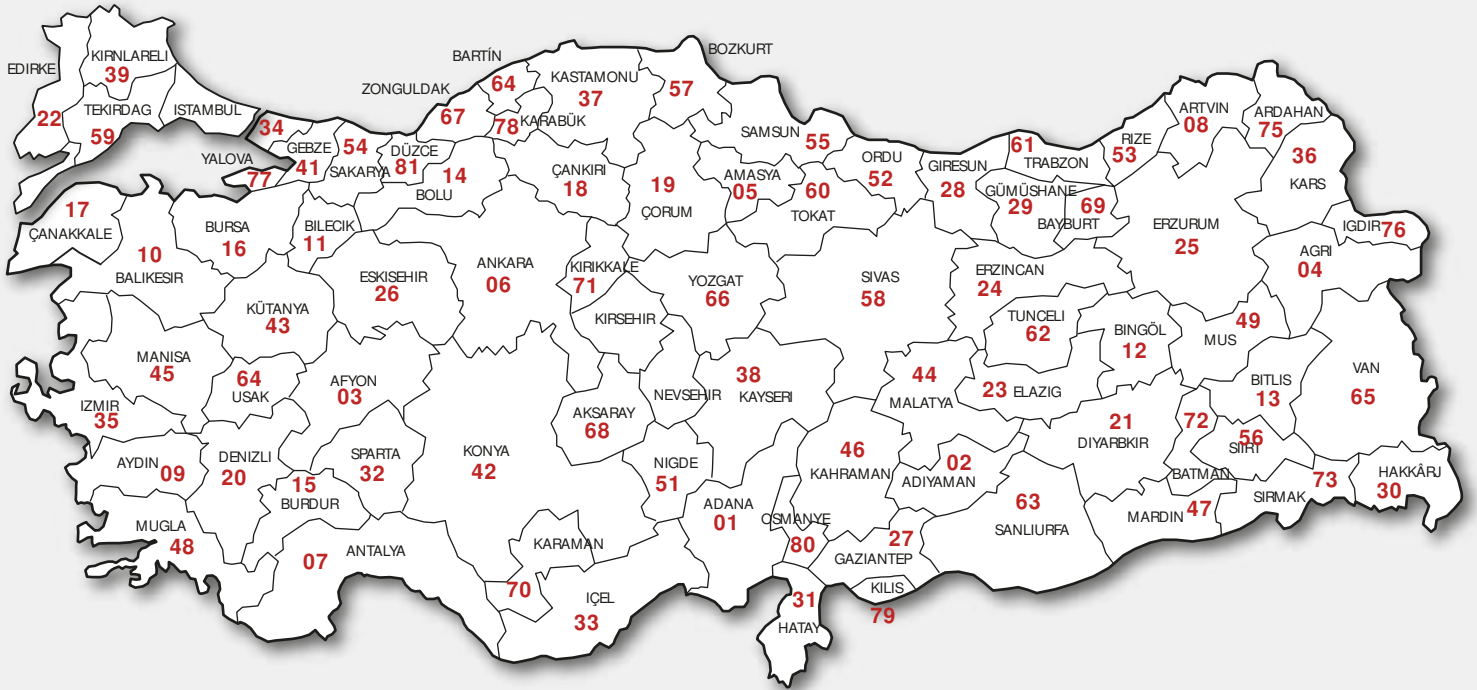 BARTÍN
BOZKURT
KIRNLARELI
39
EDIRKE
ZONGULDAK
64
KASTAMONU
37
57
ARTVIN
08
ARDAHAN
75
TEKIRDAG
59
ISTAMBUL
22
67
78
KARABÜK
SAMSUN
55
RIZE
53
34
GEBZE
41
54
SAKARYA
DÜZCE
81
14
BOLU
ÇANKIRI
18
19
ÇORUM
AMASYA
05
60
TOKAT
ORDU
52
GIRESUN
28
61
TRABZON
GÜMÜSHANE
29
69
BAYBURT
36
KARS
YALOVA
77
17
ÇANAKKALE
10
BALIKESIR
BURSA
16
BILECIK
11
ESKISEHIR
26
ANKARA
06
KIRIKKALE
71
YOZGAT
66
SIVAS
58
ERZINCAN
24
ERZURUM
25
IGDIR
76
AGRI
04
KÜTANYA
43
KIRSEHIR
TUNCELI
62
BINGÖL
12
49
MUS
MANISA
45
64
USAK
AFYON
03
AKSARAY
68
NEVSEHIR
38
KAYSERI
44
MALATYA
23
ELAZIG
BITLIS
13
VAN
65
IZMIR
35
AYDIN
09
DENIZLI
20
SPARTA
32
KONYA
42
NIGDE
51
46
KAHRAMAN
02
ADIYAMAN
21
DIYARBKIR
72
BATMAN
56
SIIRT
73
SIRMAK
HAKKÂRJ
30
15
BURDUR
ADANA
01
OSMANYE
80
27
GAZIANTEP
63
SANLIURFA
MARDIN
47
MUGLA
48
07
ANTALYA
KARAMAN
70
IÇEL
33
31
HATAY
KILIS
79